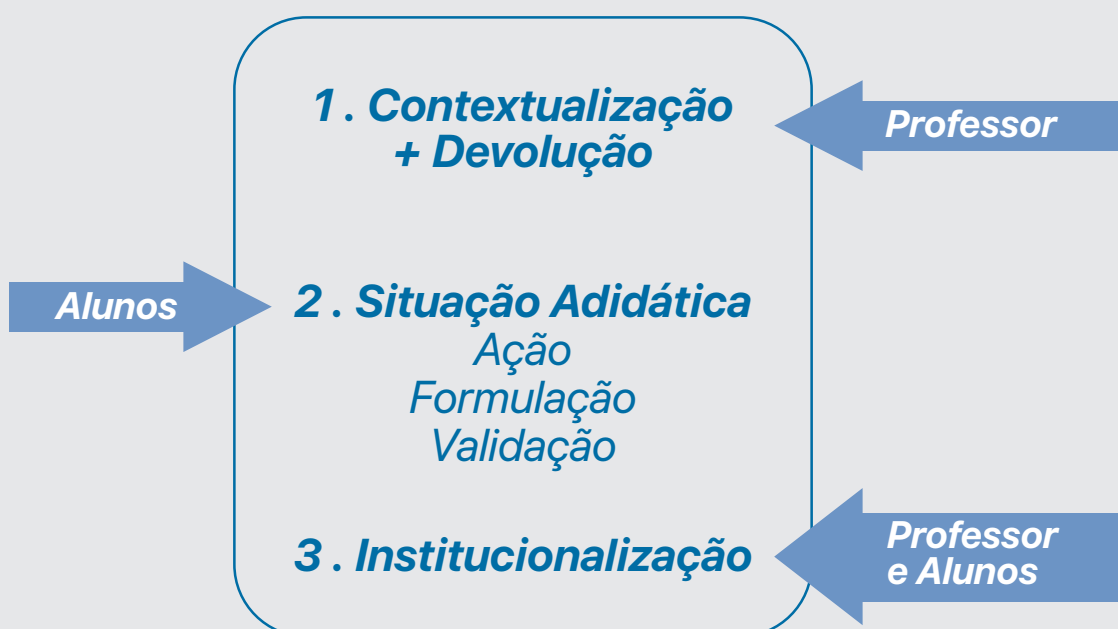 1 . Contextualização
+ Devolução
Professor
Alunos
2 . Situação Adidática
Ação
Formulação
Validação
3 . Institucionalização
Professor
e Alunos